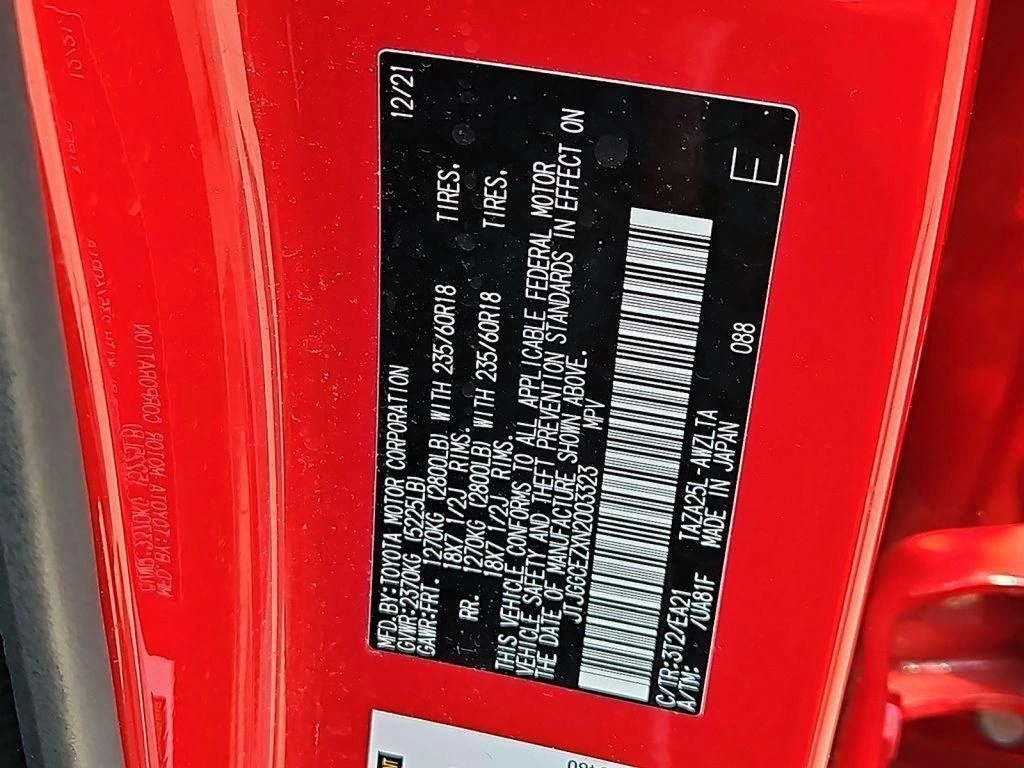 MFD.BY:TOYOTA MOTOR CORPORATION 12/21
GVWR:2370KG (5225LB)
GAWR:FRT. 1270KG (2800LB) WITH 235/60R18 TIRES.
18X7 1/2J RIMS.
RR. 1270KG (2800LB) WITH 235/60R18 TIRES.
18X7 1/2J RIMS.
THIS VEHICLE CONFORMS TO ALL APPLICABLE FEDERAL MOTOR
VEHICLE SAFETY AND THEFT PREVENTION STANDARDS IN EFFECT ON
THE DATE OF MANUFACTURE SHOWN ABOVE.
JTJGGCEZXN2003323 MPV
C/TR:3T2/EA21 TAZA25L-AWZLTA
A/TM: /UA81F MADE IN JAPAN 088 E
NT